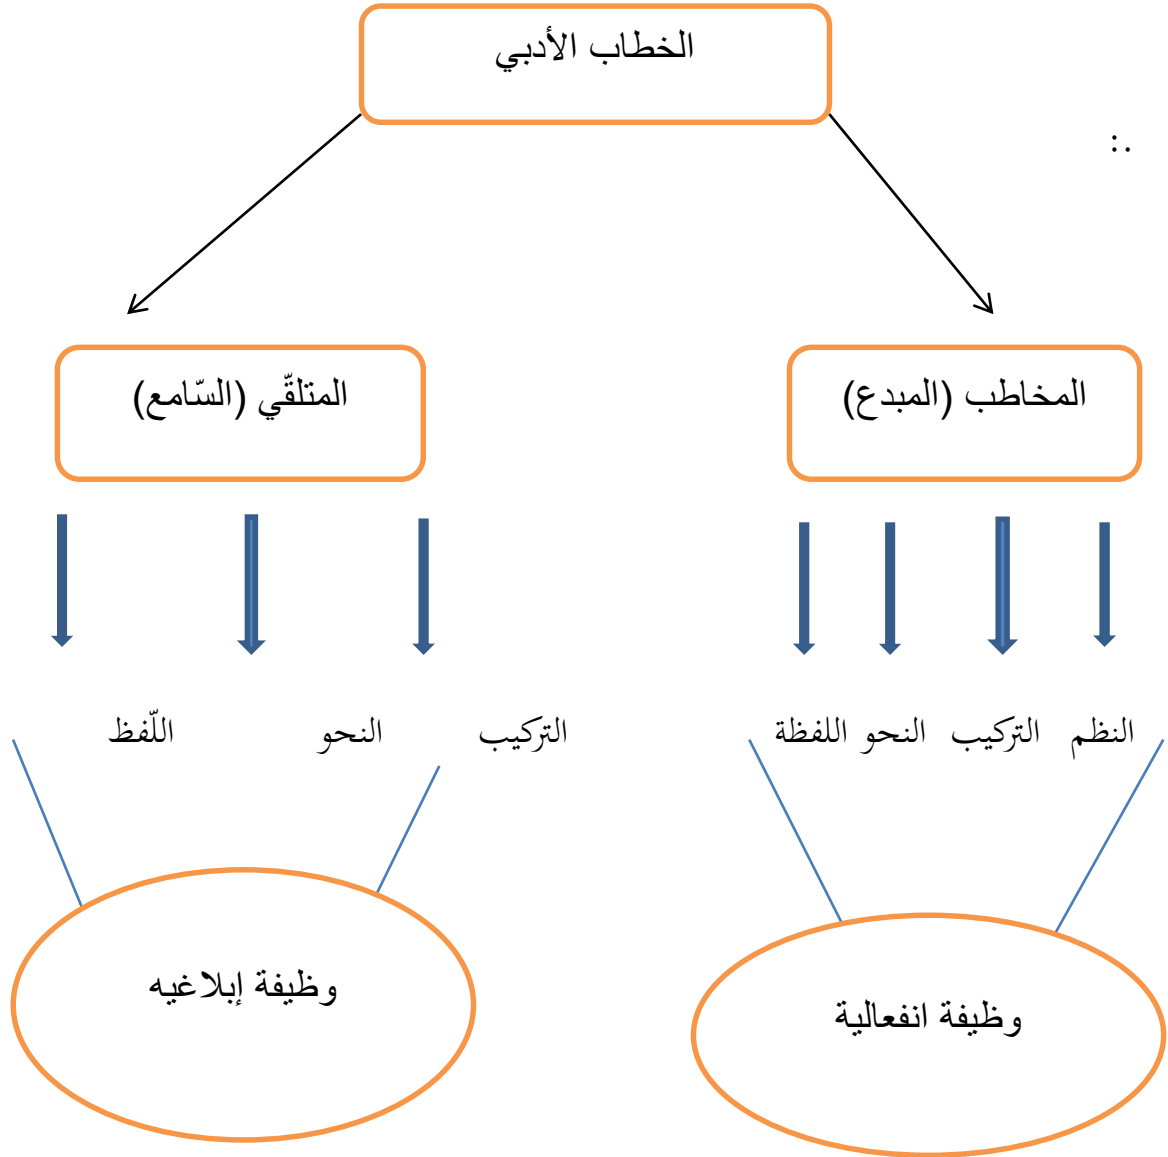 الخطاب الأدبي
.:
المخاطب (المبدع)
المتلقّي (السّامع)
النظم التركيب النحو اللفظة
التركيب النحو اللّفظ
وظيفة انفعالية
وظيفة إبلاغيه